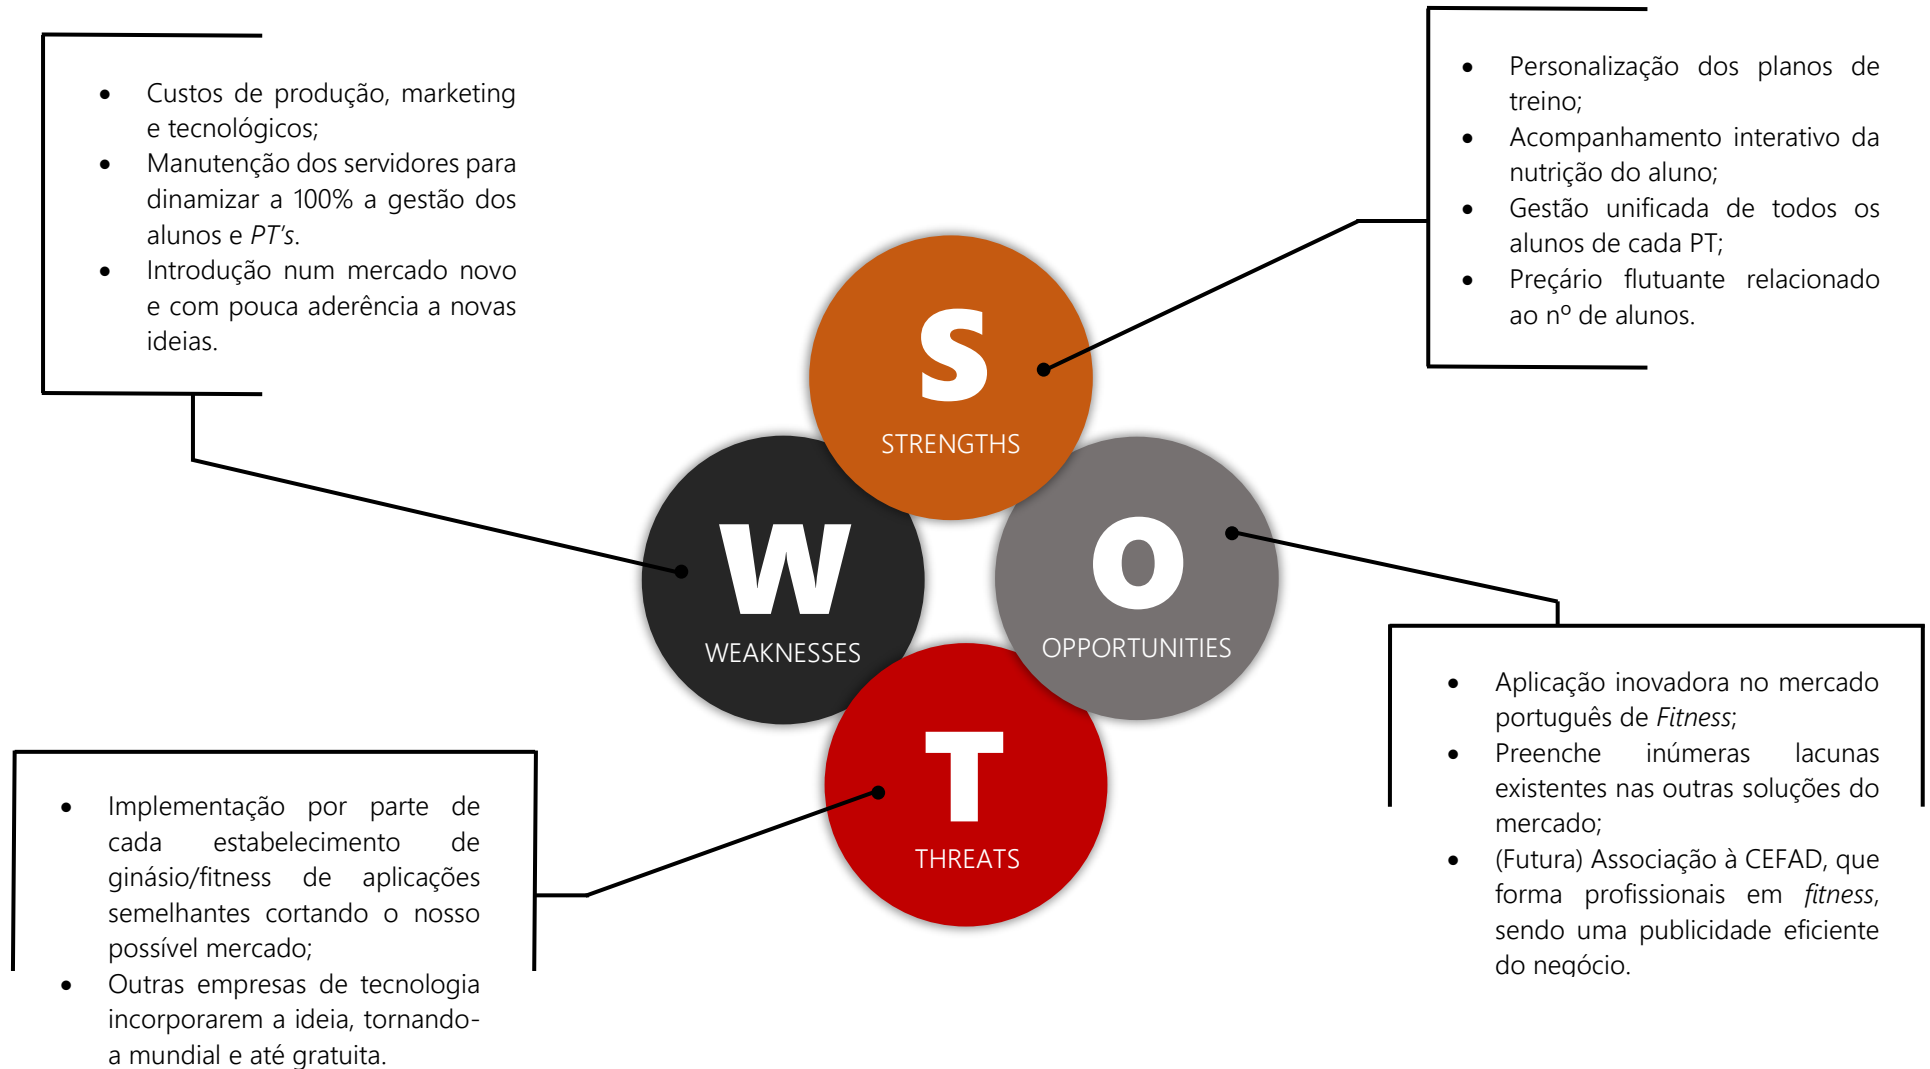 • Custos de produção, marketing
e tecnológicos;
• Manutenção dos servidores para
dinamizar a 100% a gestão dos
alunos e PT's.
• Introdução num mercado novo
e com pouca aderência a novas
ideias.
• Personalização dos planos de
treino;
• Acompanhamento interativo da
nutrição do aluno;
• Gestão unificada de todos os
alunos de cada PT;
• Preçário flutuante relacionado
ao nº de alunos.
S
STRENGTHS
W
WEAKNESSES
O
OPPORTUNITIES
T
THREATS
• Implementação por parte de
cada estabelecimento de
ginásio/fitness de aplicações
semelhantes cortando o nosso
possível mercado;
• Outras empresas de tecnologia
incorporarem a ideia, tornando-
a mundial e até gratuita.
• Aplicação inovadora no mercado
português de Fitness;
• Preenche inúmeras lacunas
existentes nas outras soluções do
mercado;
• (Futura) Associação à CEFAD, que
forma profissionais em fitness,
sendo uma publicidade eficiente
do negócio.